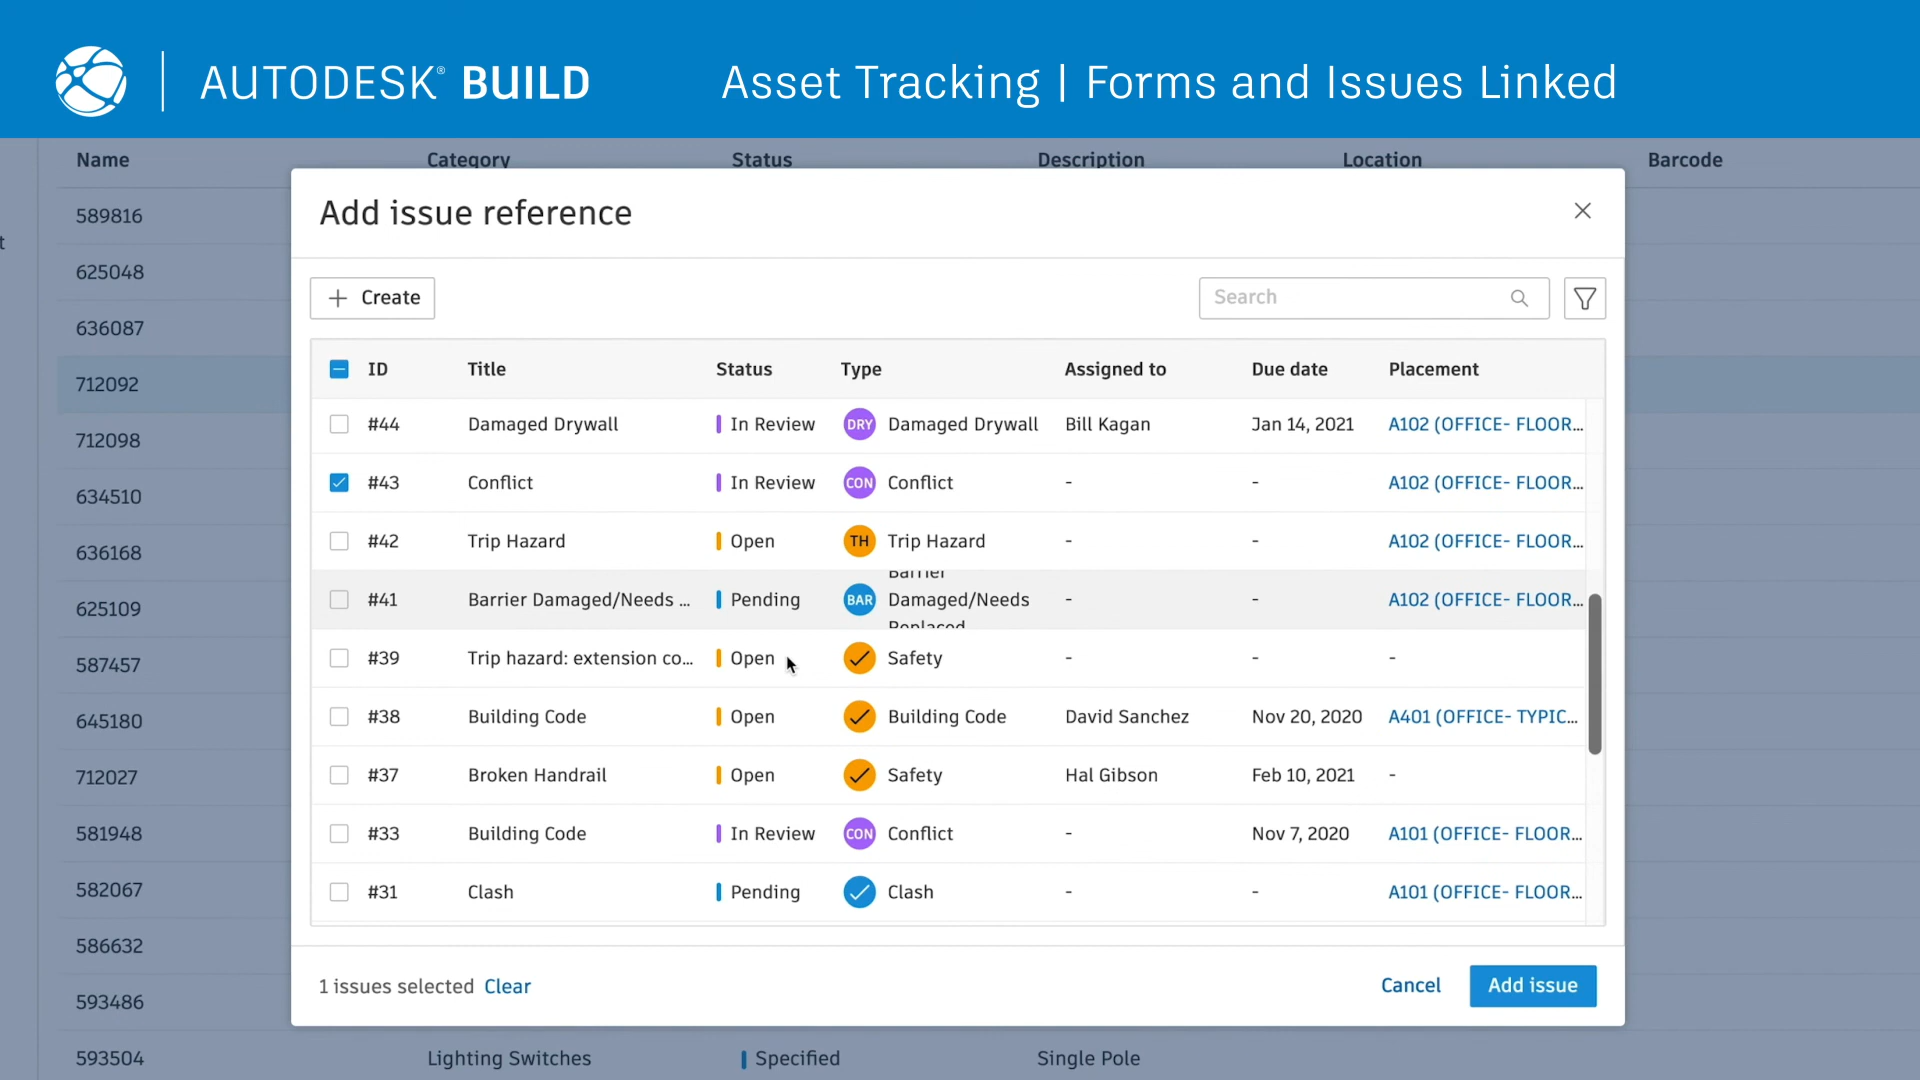 AUTODESK® BUILD
Asset Tracking | Forms and Issues Linked
Name Category Status Description Location Barcode
589816
t
625048
636087
712092
712098
634510
636168
625109
587457
645180
712027
581948
582067
586632
593486
593504 Lighting Switches Specified Single Pole
Add issue reference
Create
Search
ID Title Status Type Assigned to Due date Placement
#44 Damaged Drywall In Review DRY Damaged Drywall Bill Kagan Jan 14, 2021 A102 (OFFICE- FLOOR...
#43 Conflict In Review CON Conflict - - A102 (OFFICE- FLOOR...
#42 Trip Hazard Open TH Trip Hazard - - A102 (OFFICE- FLOOR...
#41 Barrier Damaged/Needs ... Pending BAR Barrier Damaged/Needs Replaced - - A102 (OFFICE- FLOOR...
#39 Trip hazard: extension co... Open Safety - - -
#38 Building Code Open Building Code David Sanchez Nov 20, 2020 A401 (OFFICE- TYPIC...
#37 Broken Handrail Open Safety Hal Gibson Feb 10, 2021 -
#33 Building Code In Review CON Conflict - Nov 7, 2020 A101 (OFFICE- FLOOR...
#31 Clash Pending Clash - - A101 (OFFICE- FLOOR...
1 issues selected Clear
Cancel Add issue